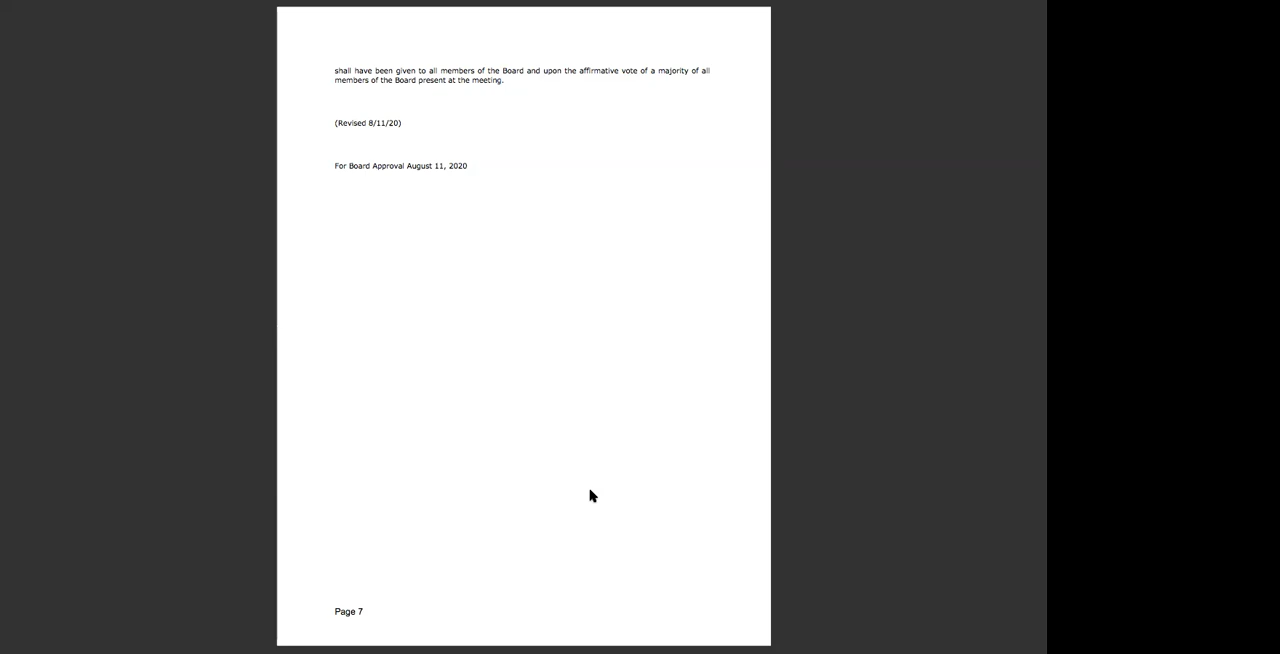 shall have been given to all members of the Board and upon the affirmative vote of a majority of all
members of the Board present at the meeting.
(Revised 8/11/20)
For Board Approval August 11, 2020
Page 7